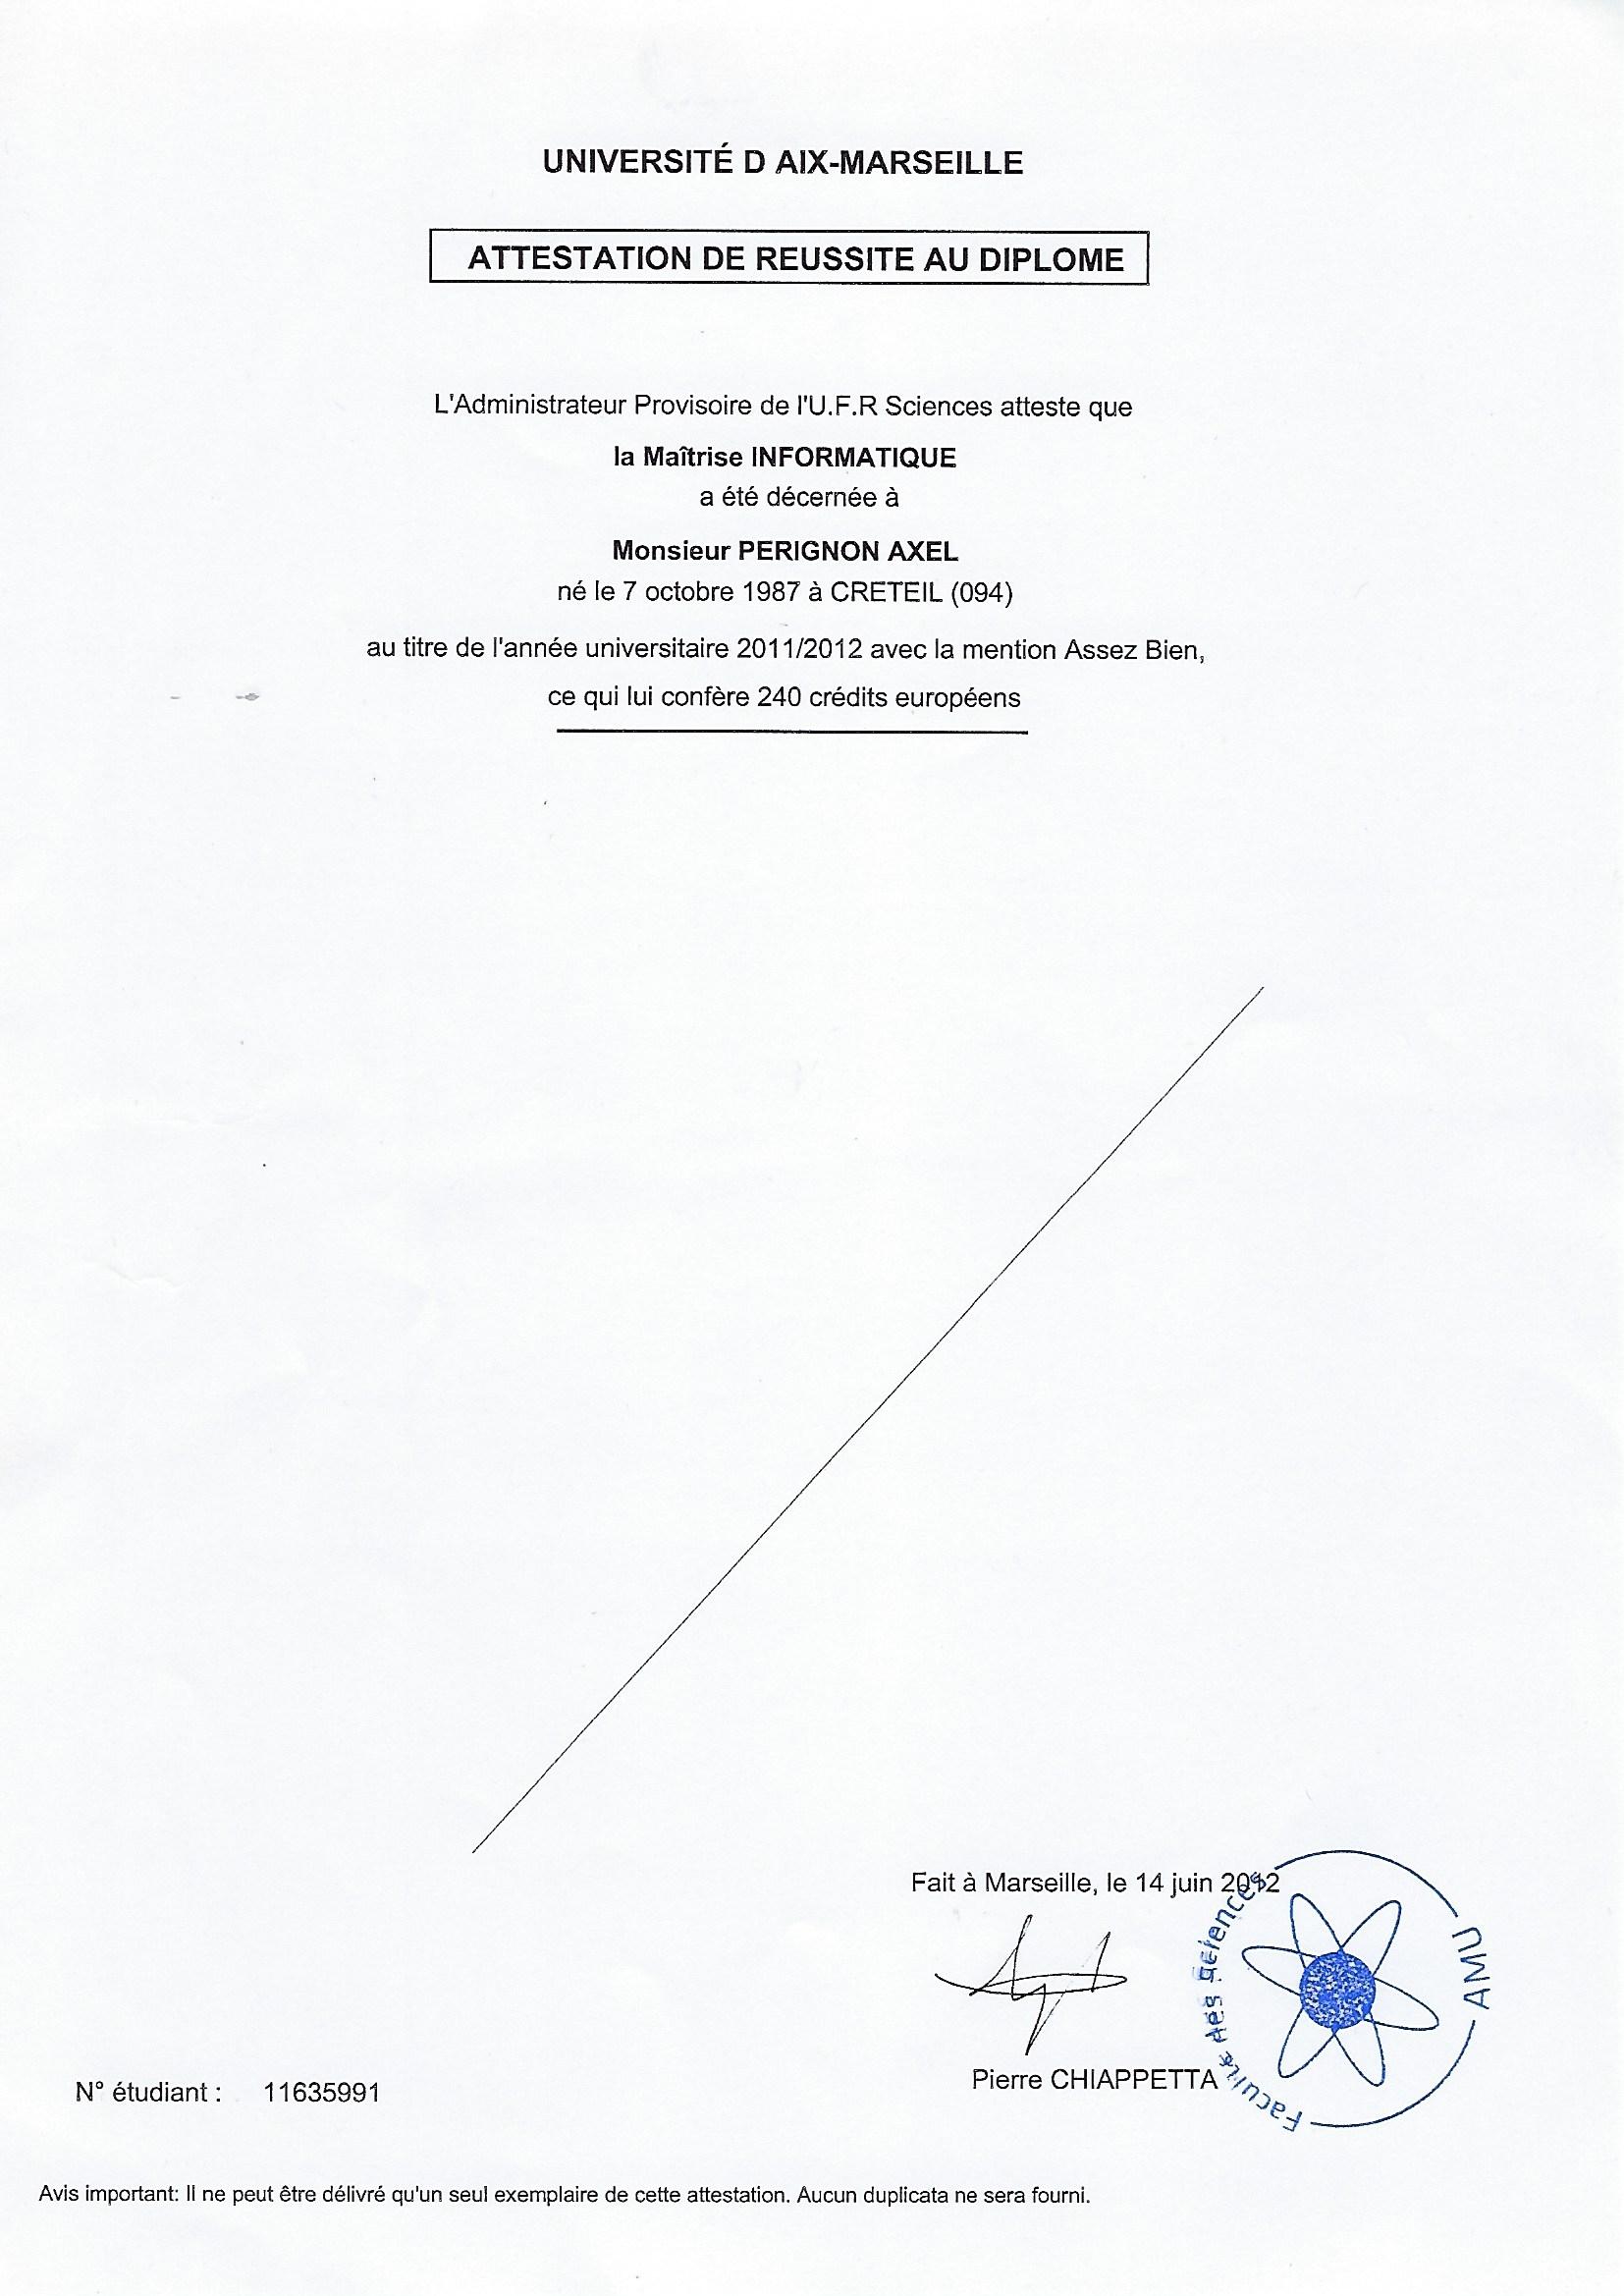 UNIVERSITÉ D AIX-MARSEILLE
ATTESTATION DE REUSSITE AU DIPLOME
L'Administrateur Provisoire de l'U.F.R Sciences atteste que
la Maîtrise INFORMATIQUE
a été décernée à
Monsieur PERIGNON AXEL
né le 7 octobre 1987 à CRETEIL (094)
au titre de l'année universitaire 2011/2012 avec la mention Assez Bien,
ce qui lui confère 240 crédits européens
Fait à Marseille, le 14 juin 2012
Faculté des Sciences
AMU
Pierre CHIAPPETTA
N° étudiant : 11635991
Avis important: Il ne peut être délivré qu'un seul exemplaire de cette attestation. Aucun duplicata ne sera fourni.